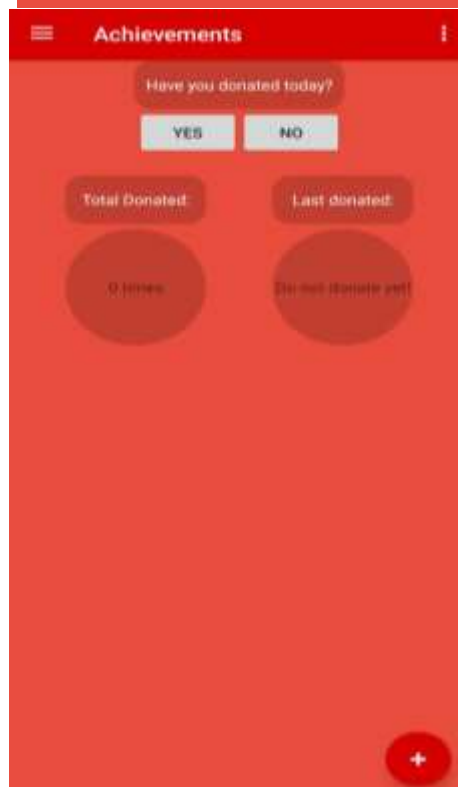 Achievements
Have you donated today?
YES NO
Total Donated: Last donated:
0 times
Do not donate yet!
+